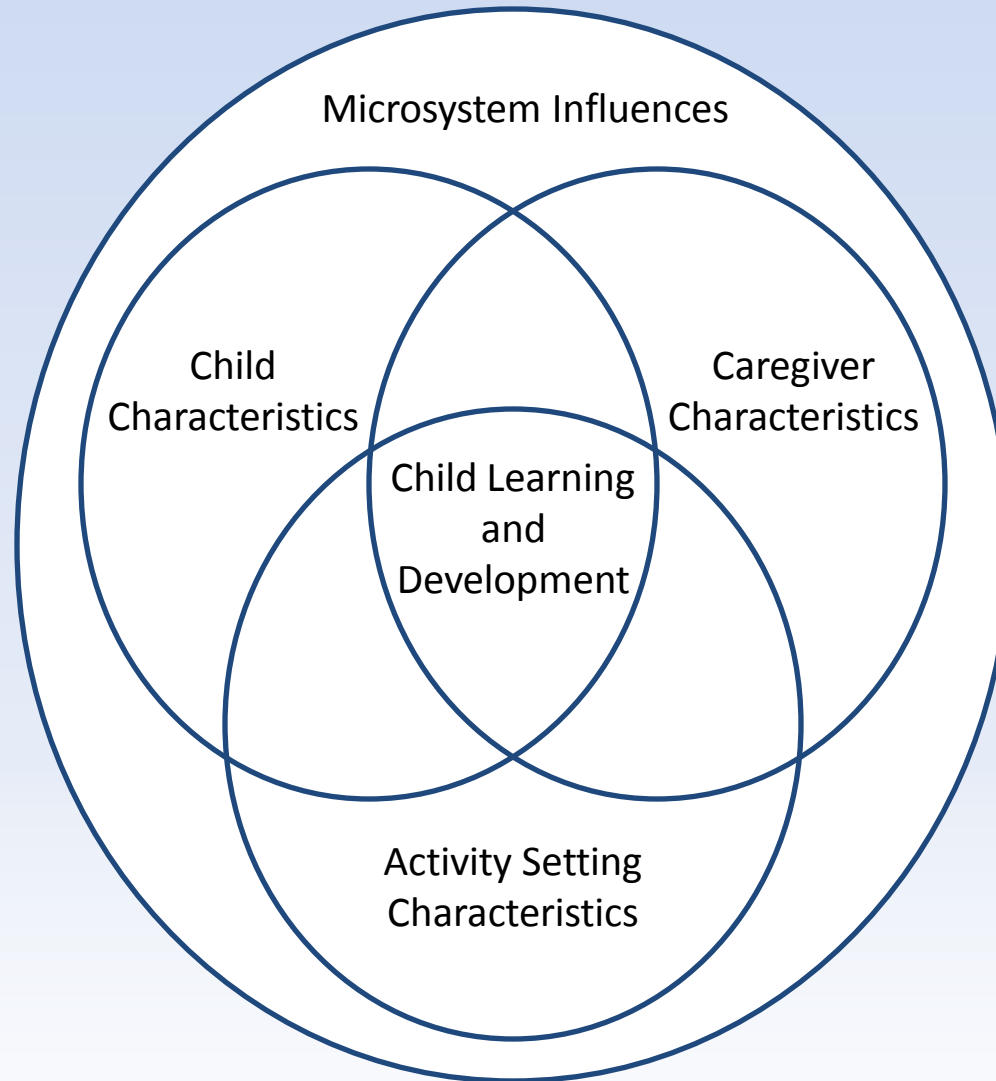 Microsystem Influences
Child
Characteristics
Caregiver
Characteristics
Child Learning
and
Development
Activity Setting
Characteristics